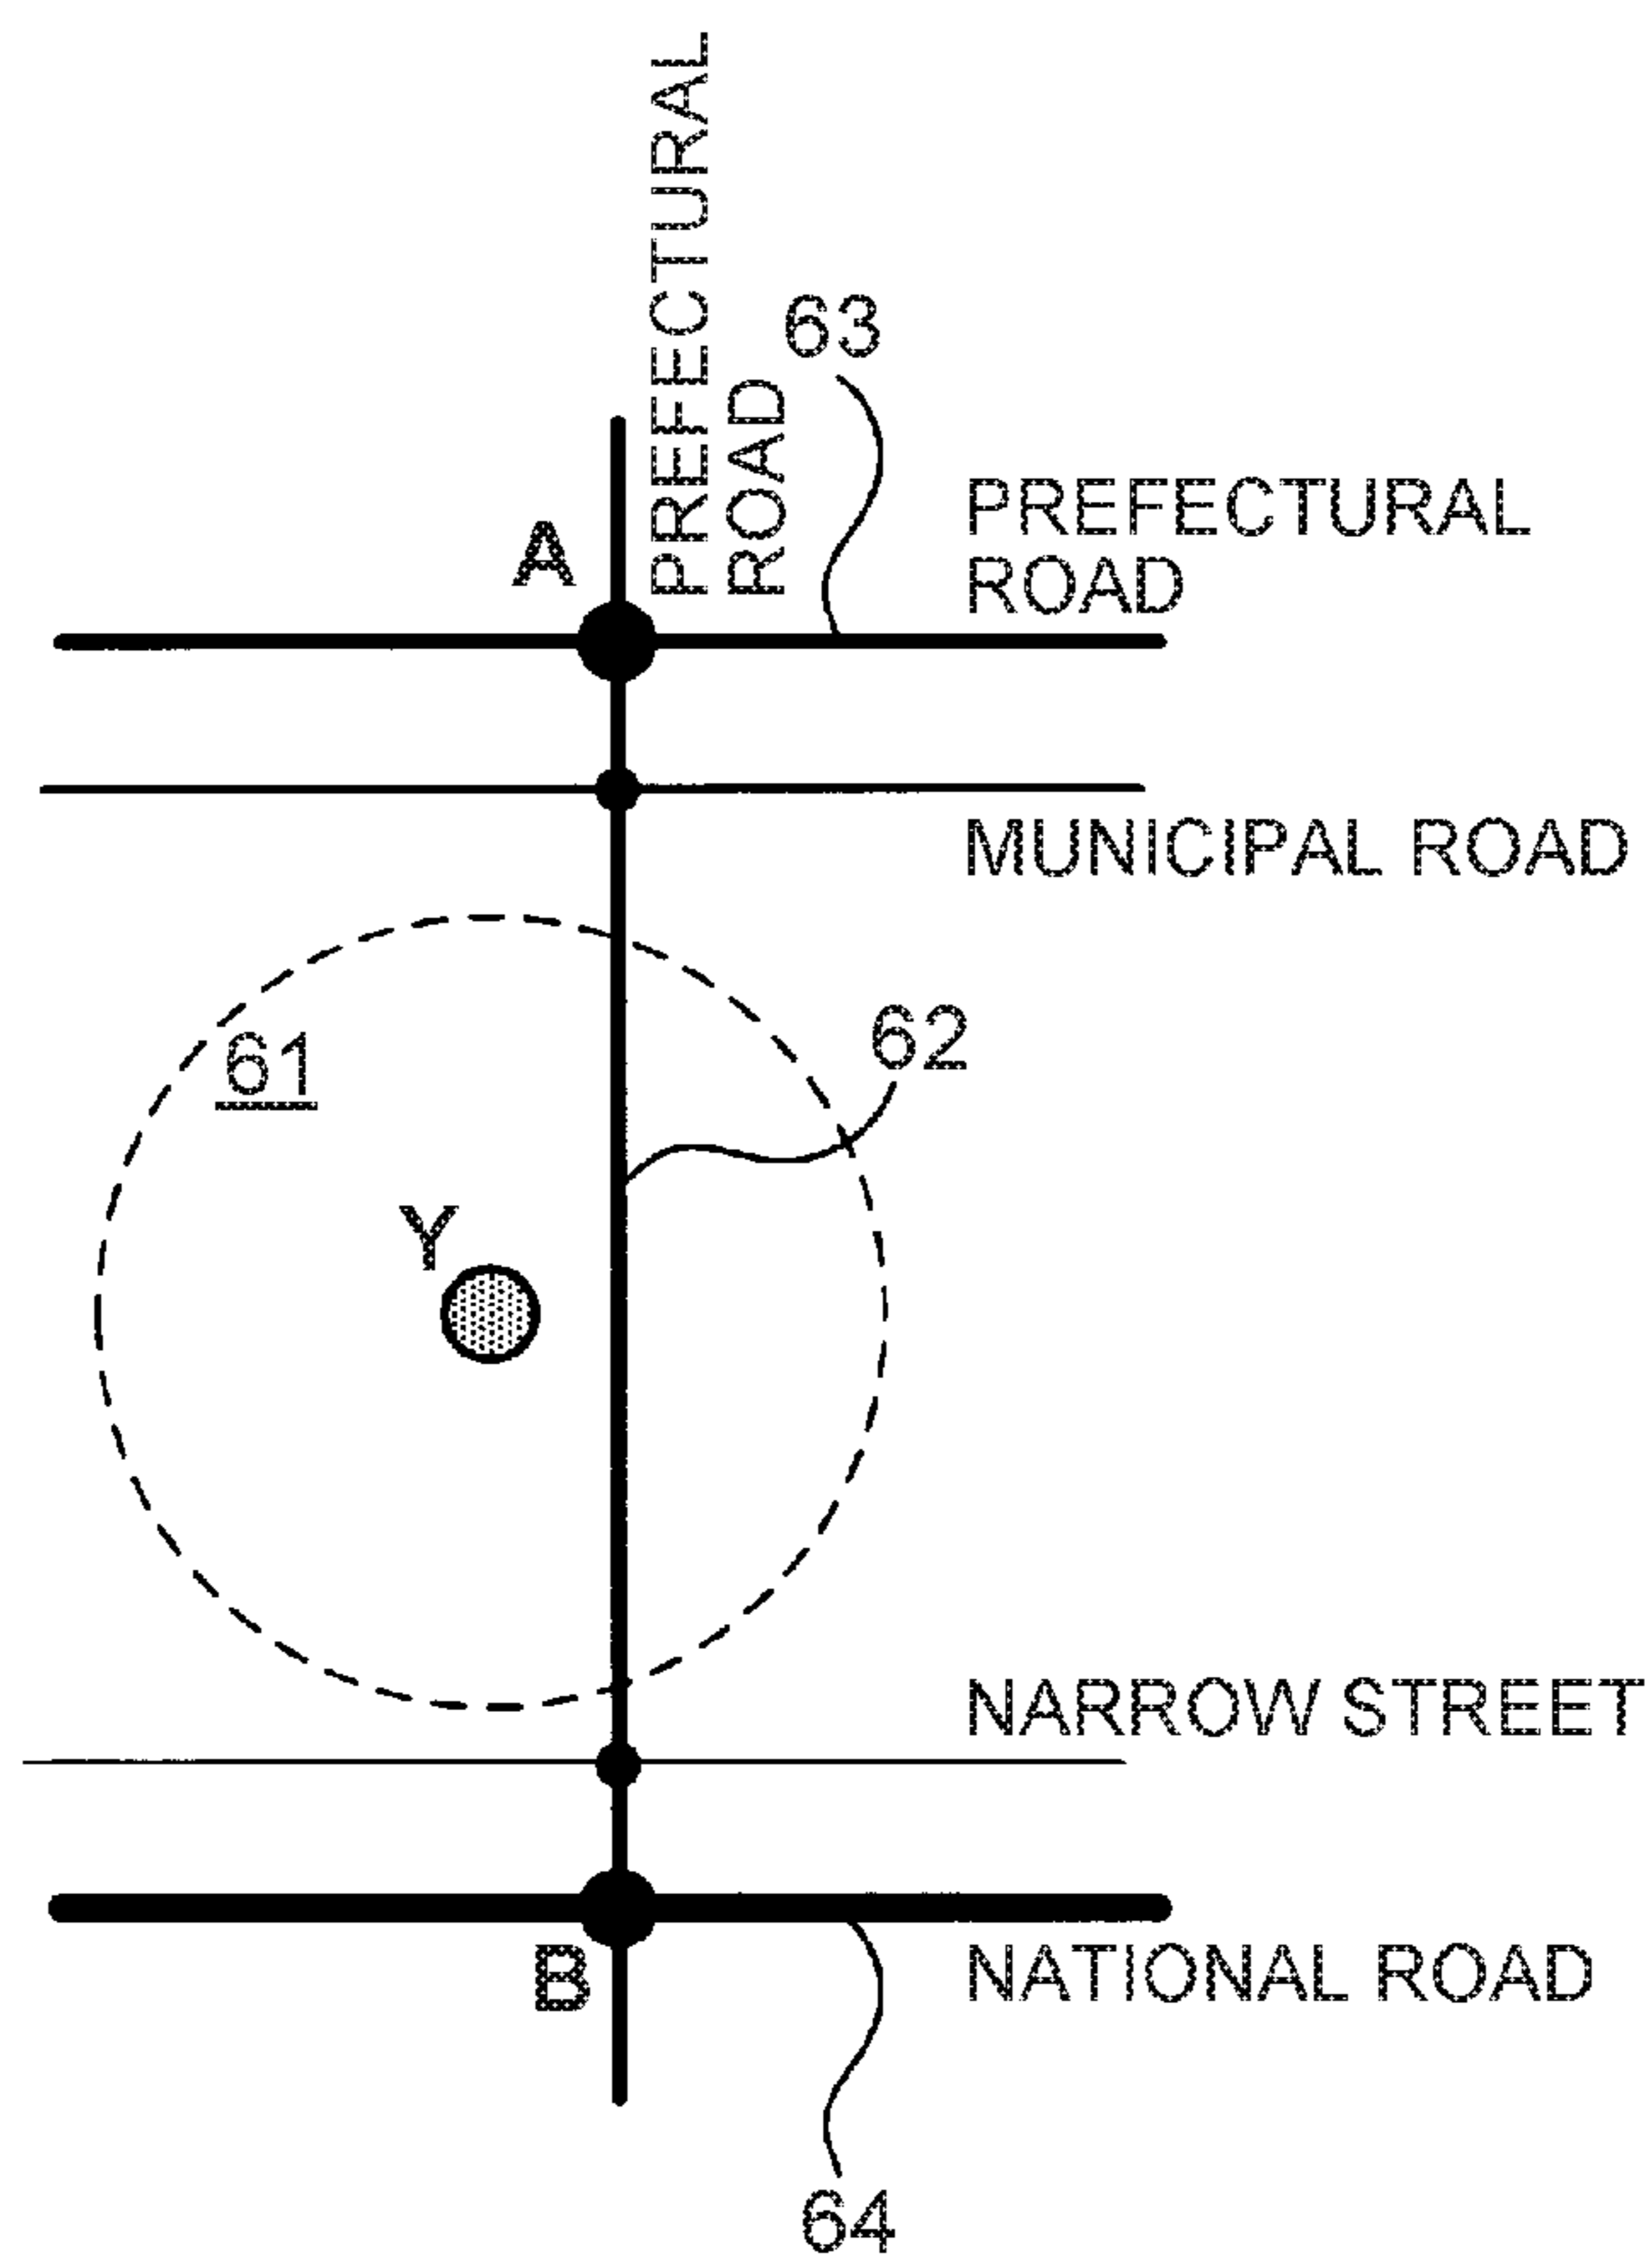 PREFECTURAL
ROAD
63
A
PREFECTURAL
ROAD
MUNICIPAL ROAD
61
62
Y
NARROW STREET
B
NATIONAL ROAD
64